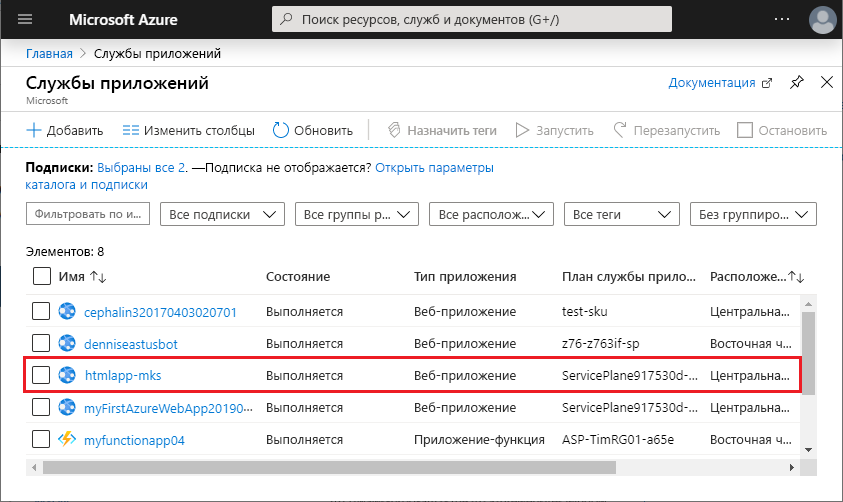 Microsoft Azure
Поиск ресурсов, служб и документов (G+/)
Главная > Службы приложений
Службы приложений
Microsoft
Документация
Добавить Изменить столбцы Обновить Назначить теги Запустить Перезапустить Остановить
Подписки: Выбраны все 2. —Подписка не отображается? Открыть параметры
каталога и подписки
Фильтровать по и... Все подписки Все группы р... Все располож... Все теги Без группиро...
Элементов: 8
Имя Состояние Тип приложения План службы прило... Расположе...
cephalin320170403020701 Выполняется Веб-приложение test-sku Центральна...
denniseastusbot Выполняется Веб-приложение z76-z763if-sp Восточная ч...
htmlapp-mks Выполняется Веб-приложение ServicePlane917530d-... Центральна...
myFirstAzureWebApp20190... Выполняется Веб-приложение ServicePlane917530d-... Центральна...
myfunctionapp04 Выполняется Приложение-функция ASP-TimRG01-a65e Восточная ч...